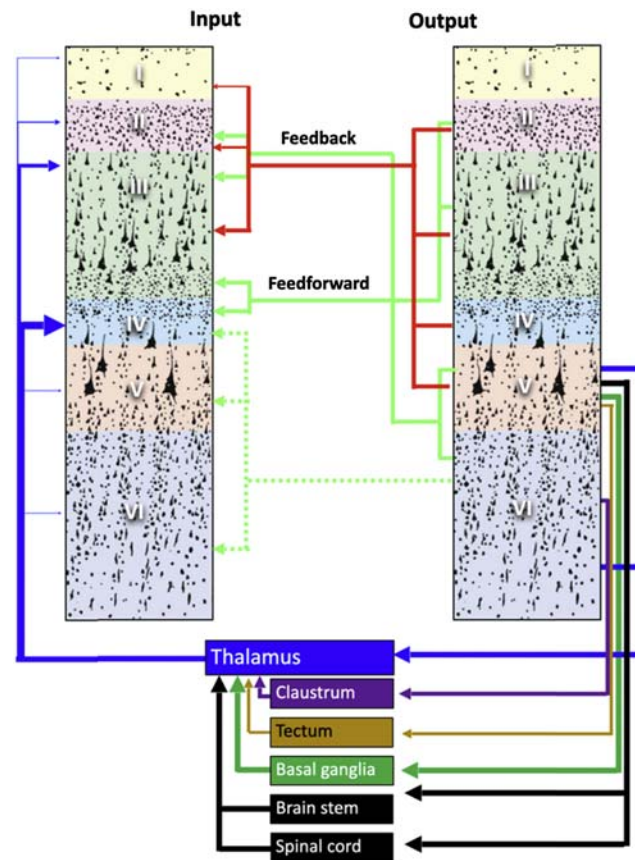 Input
Output
I
II
III
IV
V
VI
I
II
III
IV
V
VI
Feedback
Feedforward
Thalamus
Claustrum
Tectum
Basal ganglia
Brain stem
Spinal cord